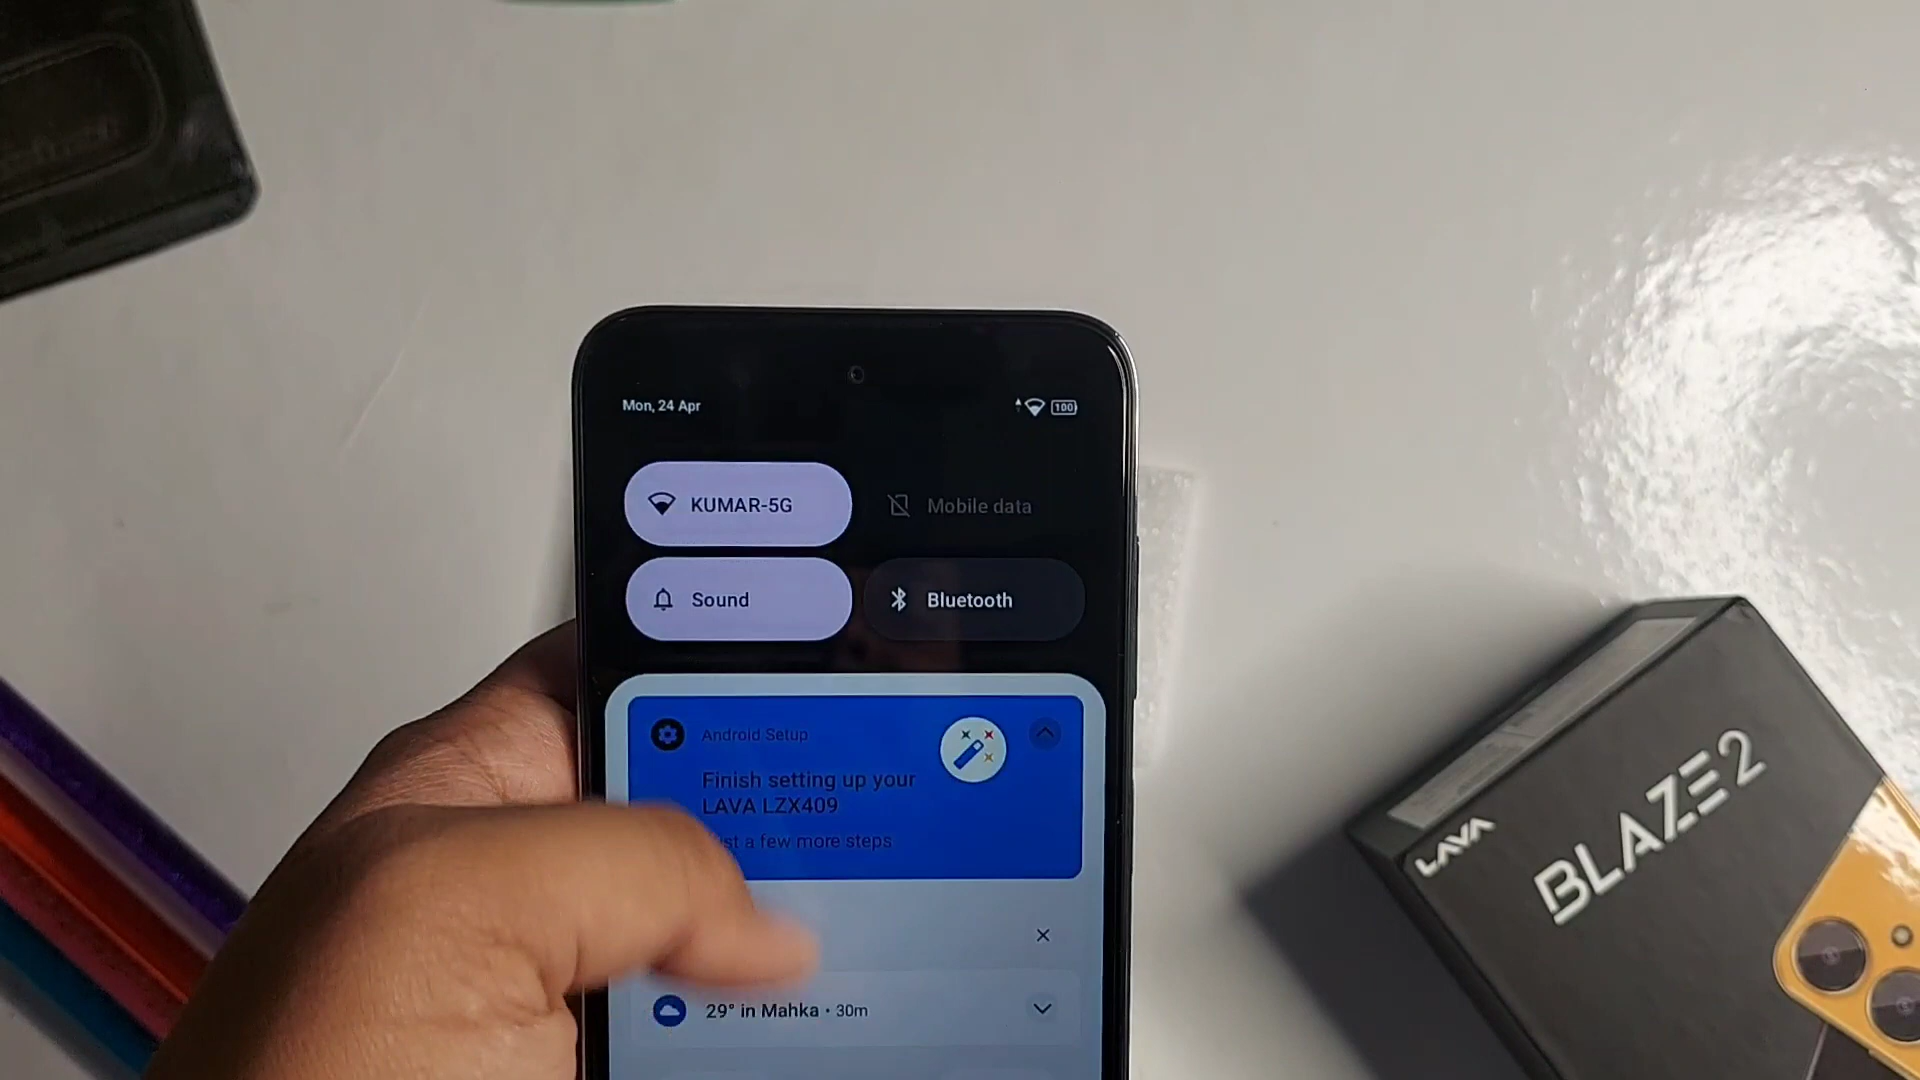 Mon, 24 Apr
100
KUMAR-5G
Mobile data
Sound
Bluetooth
Android Setup
Finish setting up your
LAVA LZX409
st a few more steps
29° in Mahka • 30m
LAVA
BLAZE 2